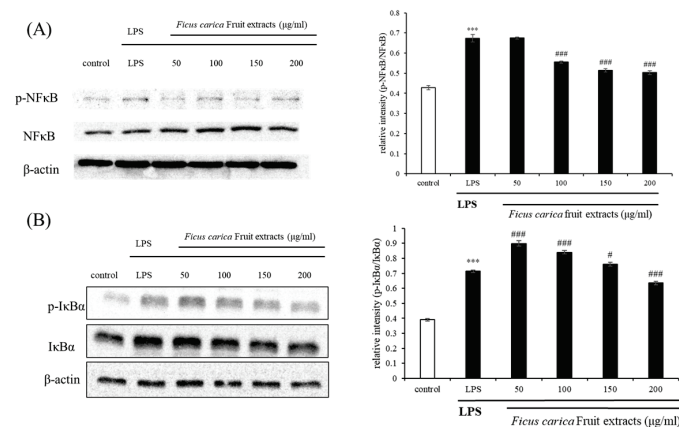 (A)
LPS
Ficus carica Fruit extracts (μg/ml)
control LPS 50 100 150 200
p-NFκB
NFκB
β-actin
relative intensity (p-NFκB/NFκB)
0.8
0.7
0.6
0.5
0.4
0.3
0.2
0.1
0
*** ### ### ###
control LPS 50 100 150 200
LPS
Ficus carica fruit extracts (μg/ml)
(B)
LPS
Ficus carica Fruit extracts (μg/ml)
control LPS 50 100 150 200
p-IκBα
IκBα
β-actin
relative intensity (p-IκBα/IκBα)
1
0.9
0.8
0.7
0.6
0.5
0.4
0.3
0.2
0.1
0
*** ### ### # ###
control LPS 50 100 150 200
LPS
Ficus carica Fruit extracts (μg/ml)